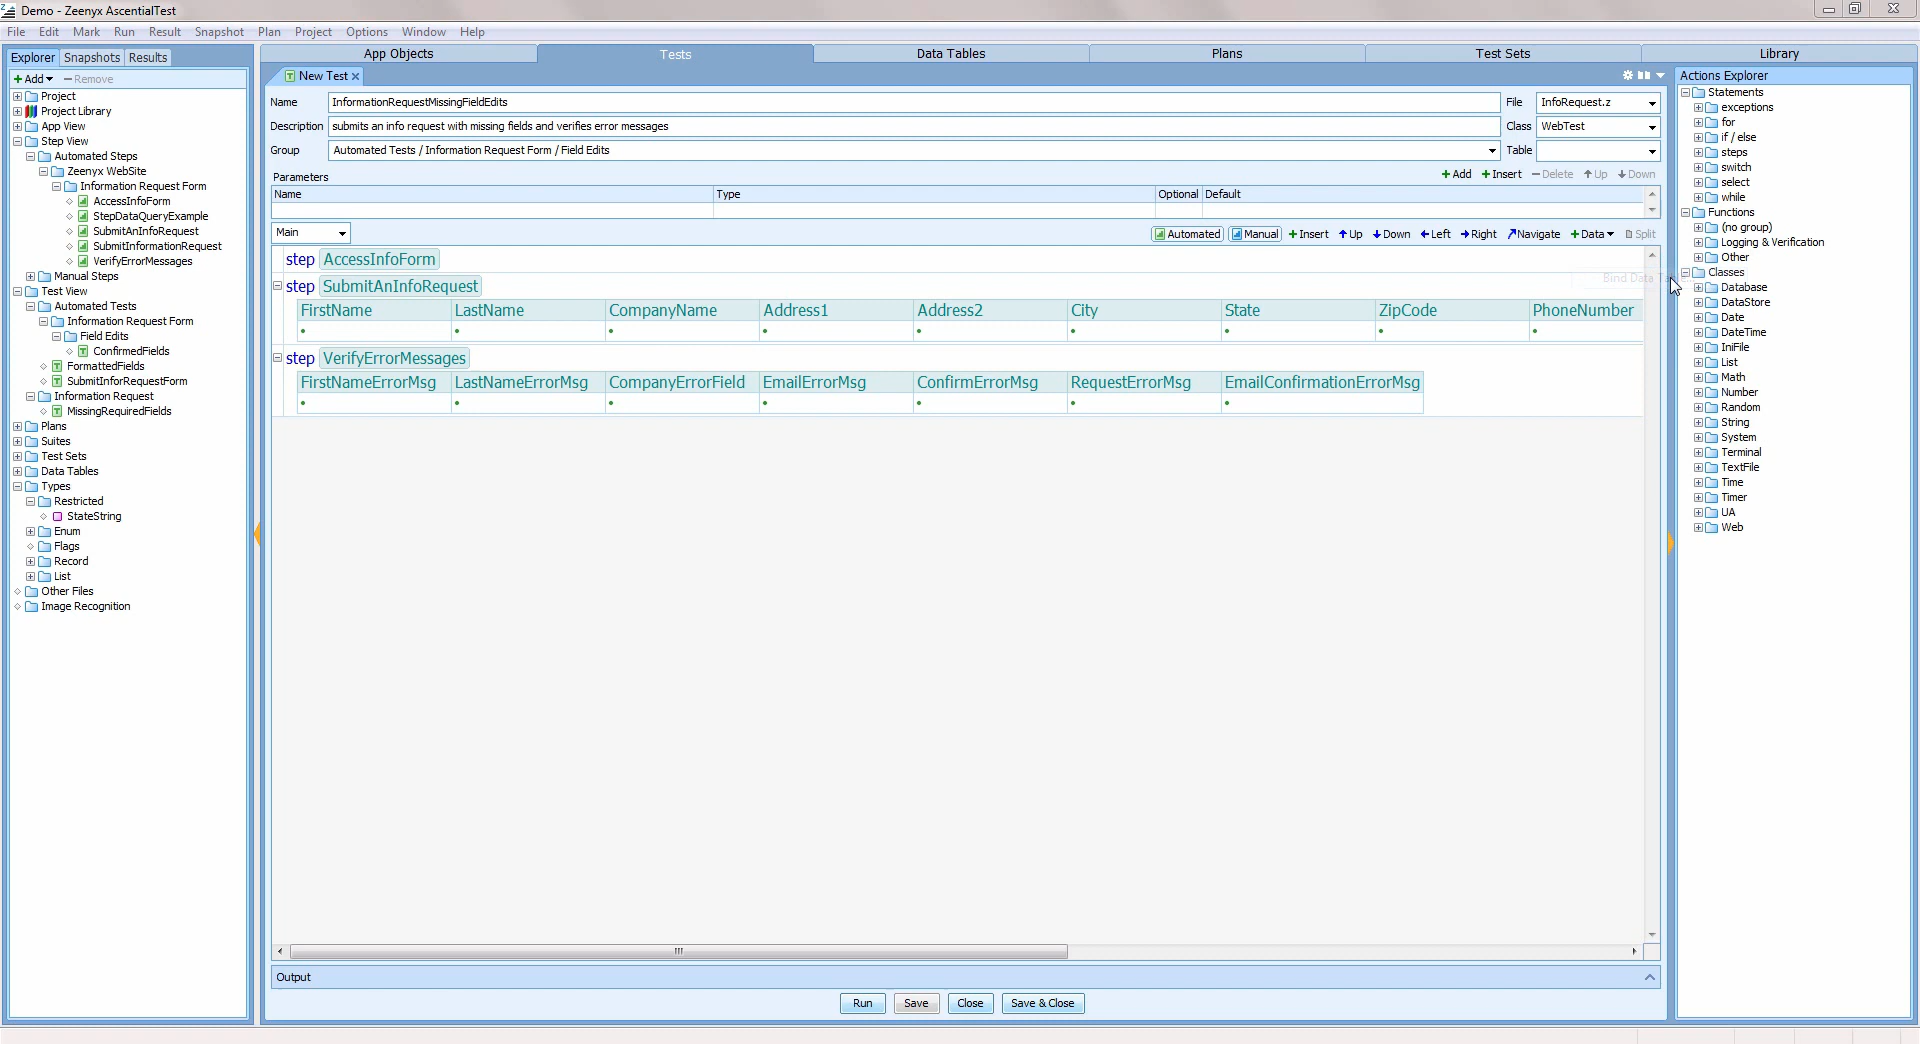 Demo - Zeenyx AscentialTest
File Edit Mark Run Result Snapshot Plan Project Options Window Help
Explorer Snapshots Results
Add Remove
Project
Project Library
App View
Step View
Automated Steps
Zeenyx WebSite
Information Request Form
AccessInfoForm
StepDataQueryExample
SubmitAnInfoRequest
SubmitInformationRequest
VerifyErrorMessages
Manual Steps
Test View
Automated Tests
Information Request Form
Field Edits
ConfirmedFields
FormattedFields
SubmitInforRequestForm
Information Request
MissingRequiredFields
Plans
Suites
Test Sets
Data Tables
Types
Restricted
StateString
Enum
Flags
Record
List
Other Files
Image Recognition
App Objects Tests Data Tables Plans Test Sets Library
New Test
Name InformationRequestMissingFieldEdits File InfoRequest.z
Description submits an info request with missing fields and verifies error messages Class WebTest
Group Automated Tests / Information Request Form / Field Edits Table
Parameters Add Insert Delete Up Down
Name Type Optional Default
Main Automated Manual Insert Up Down Left Right Navigate Data Split
Bind Data
step AccessInfoForm
step SubmitAnInfoRequest
FirstName LastName CompanyName Address1 Address2 City State ZipCode PhoneNumber
step VerifyErrorMessages
FirstNameErrorMsg LastNameErrorMsg CompanyErrorField EmailErrorMsg ConfirmErrorMsg RequestErrorMsg EmailConfirmationErrorMsg
Output
Run Save Close Save & Close
Actions Explorer
Statements
exceptions
for
if / else
steps
switch
select
while
Functions
(no group)
Logging & Verification
Other
Classes
Database
DataStore
Date
DateTime
IniFile
List
Math
Number
Random
String
System
Terminal
TextFile
Time
Timer
UA
Web